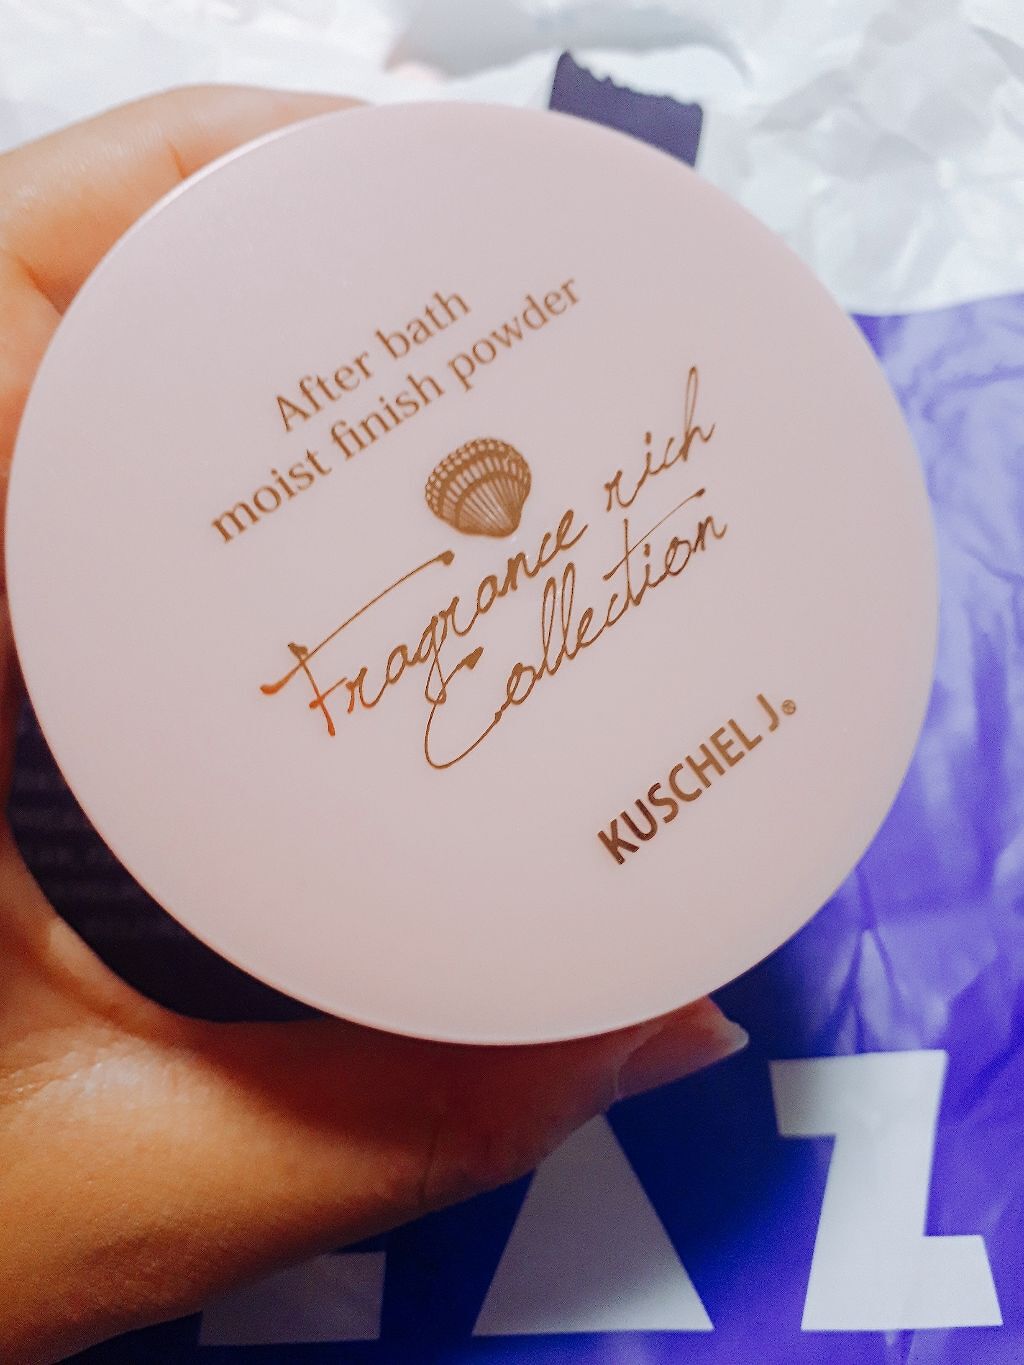 After bath
moist finish powder
Fragrance rich
Collection
KUSCHEL J.®